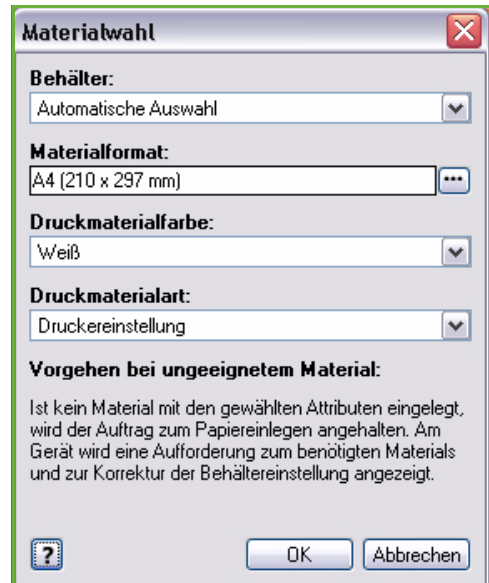 Materialwahl
Behälter:
Automatische Auswahl
Materialformat:
A4 (210 x 297 mm)
...
Druckmaterialfarbe:
Weiß
Druckmaterialart:
Druckereinstellung
Vorgehen bei ungeeignetem Material:
Ist kein Material mit den gewählten Attributen eingelegt,
wird der Auftrag zum Papiereinlegen angehalten. Am
Gerät wird eine Aufforderung zum benötigten Materials
und zur Korrektur der Behältereinstellung angezeigt.
?
OK
Abbrechen